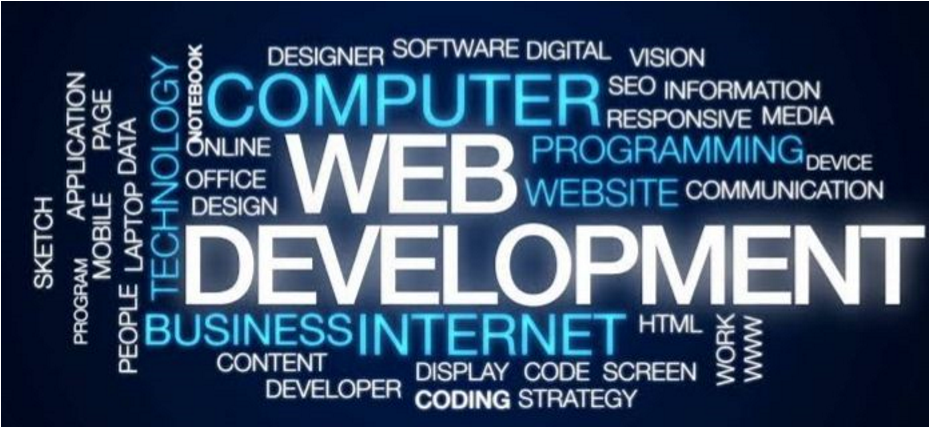 DESIGNER SOFTWARE DIGITAL VISION
COMPUTER
SEO INFORMATION
RESPONSIVE MEDIA
NOTEBOOK
TECHNOLOGY
ONLINE
WEB
PROGRAMMING
DEVICE
OFFICE
WEBSITE
COMMUNICATION
DESIGN
DEVELOPMENT
SKETCH
APPLICATION
PROGRAM
PAGE
MOBILE
DATA
LAPTOP
PEOPLE
BUSINESS
INTERNET
HTML
WORK
WWW
CONTENT
DISPLAY CODE SCREEN
DEVELOPER
CODING STRATEGY